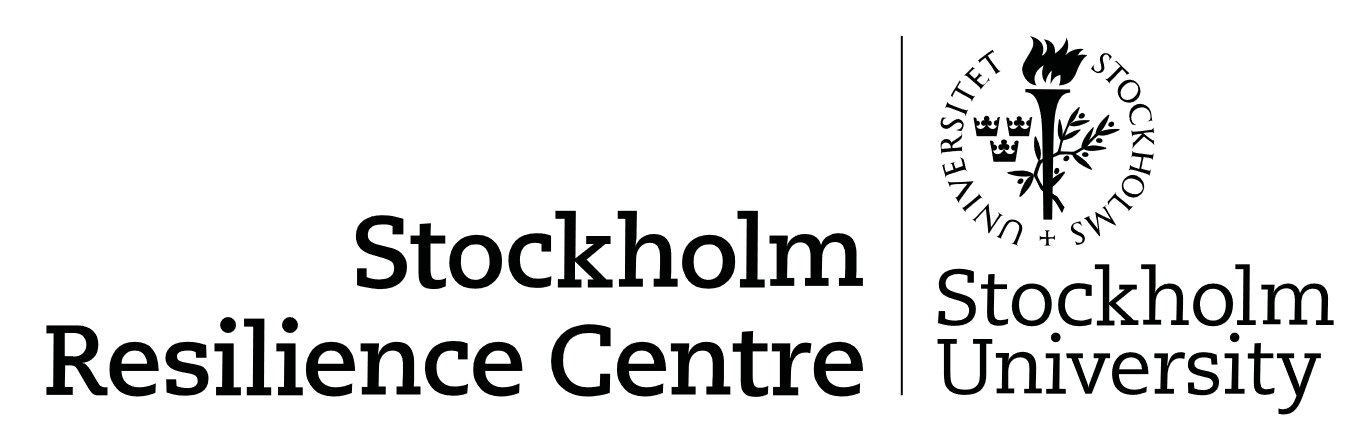 Stockholm
Resilience Centre
STOCKHOLMS UNIVERSITET
Stockholm
University